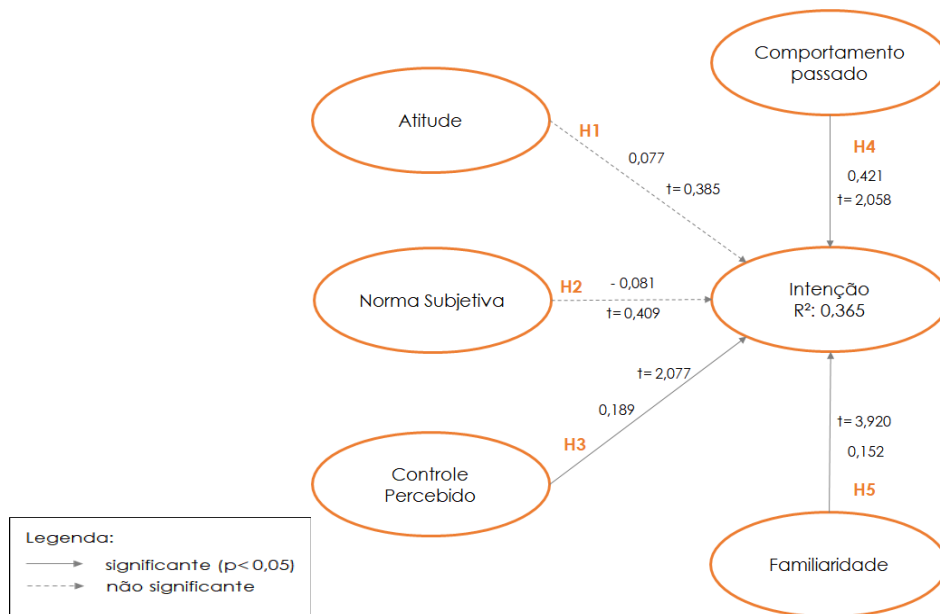 Comportamento
passado
Atitude
H1
0,077
t= 0,385
H4
0,421
t= 2,058
Norma Subjetiva
H2
- 0,081
t= 0,409
Intenção
R²: 0,365
t= 2,077
0,189
H3
Controle
Percebido
t= 3,920
0,152
H5
Familiaridade
Legenda:
significante (p< 0,05)
não significante